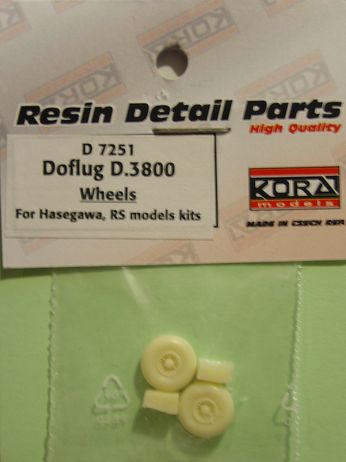 Resin Detail Parts
High Quality
D 7251
Doflug D.3800
Wheels
For Hasegawa, RS models kits
KORA
models
MADE IN CZECH REP